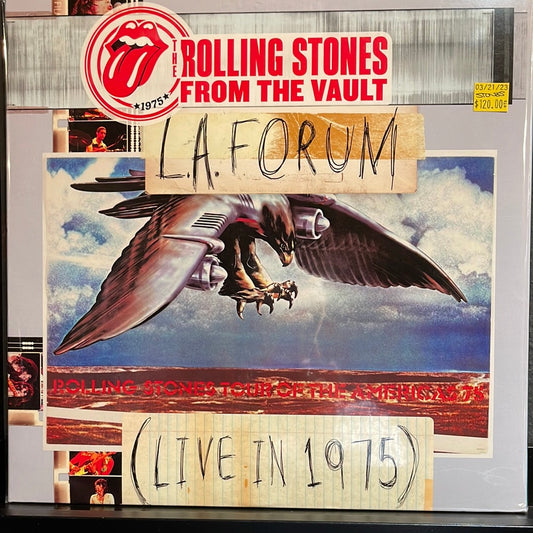 THE
ROLLING STONES
FROM THE VAULT
★1975★
03/21/23
STONES
$120.00
L.A. FORUM
ROLLING STONES TOUR OF THE AMERICAS 75
(LIVE IN 1975)